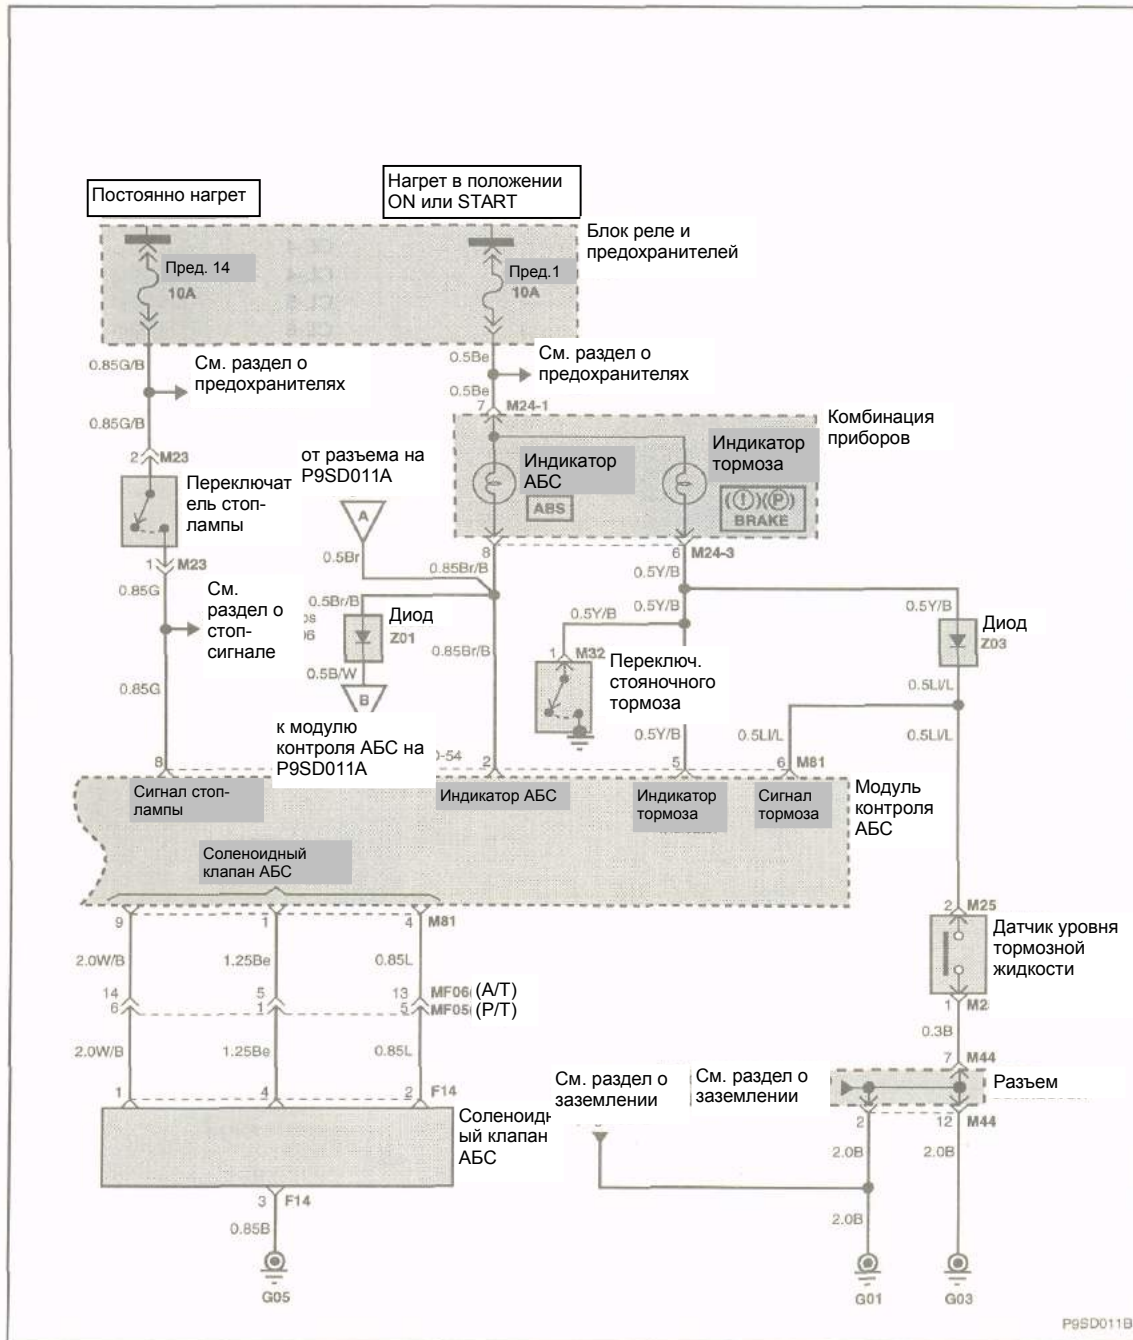 Постоянно нагрет
Нагрет в положении
ON или START
Блок реле и
предохранителей
Пред. 14
10A
Пред.1
10A
0.85G/B
См. раздел о
предохранителях
0.5Be
См. раздел о
предохранителях
0.5Be
7 M24-1
0.85G/B
Комбинация
приборов
2 M23
от разъема на
P9SD011A
Индикатор
АБС
Индикатор
тормоза
Переключат
ель стоп-
лампы
A
ABS
(!)(P)
BRAKE
1 M23
0.5Br
8
0.85Br/B
6 M24-3
0.5Y/B
0.85G
См.
раздел о
стоп-
сигнале
0.5Br/B
Диод
Z01
0.5Y/B
0.5Y/B
0.5Y/B
Диод
Z03
0.85Br/B
1 M32
Переключ.
стояночного
тормоза
0.5B/W
B
0.5LI/L
0.85G
к модулю
контроля АБС на
P9SD011A
0.5Y/B
0.5LI/L
0.5LI/L
8
-54
2
5
6 M81
Сигнал стоп-
лампы
Индикатор АБС
Индикатор
тормоза
Сигнал
тормоза
Модуль
контроля
АБС
Соленоидный
клапан АБС
9
1
4 M81
2 M25
Датчик уровня
тормозной
жидкости
2.0W/B
1.25Be
0.85L
14
5
13 MF06 (A/T)
6
1
5 MF05 (P/T)
1 M2
0.3B
2.0W/B
1.25Be
0.85L
7 M44
См. раздел о
заземлении
См. раздел о
заземлении
Разъем
1
4
2 F14
Соленоидн
ый клапан
АБС
2
12 M44
2.0B
2.0B
3 F14
0.85B
2.0B
G05
G01
G03
P9SD011B